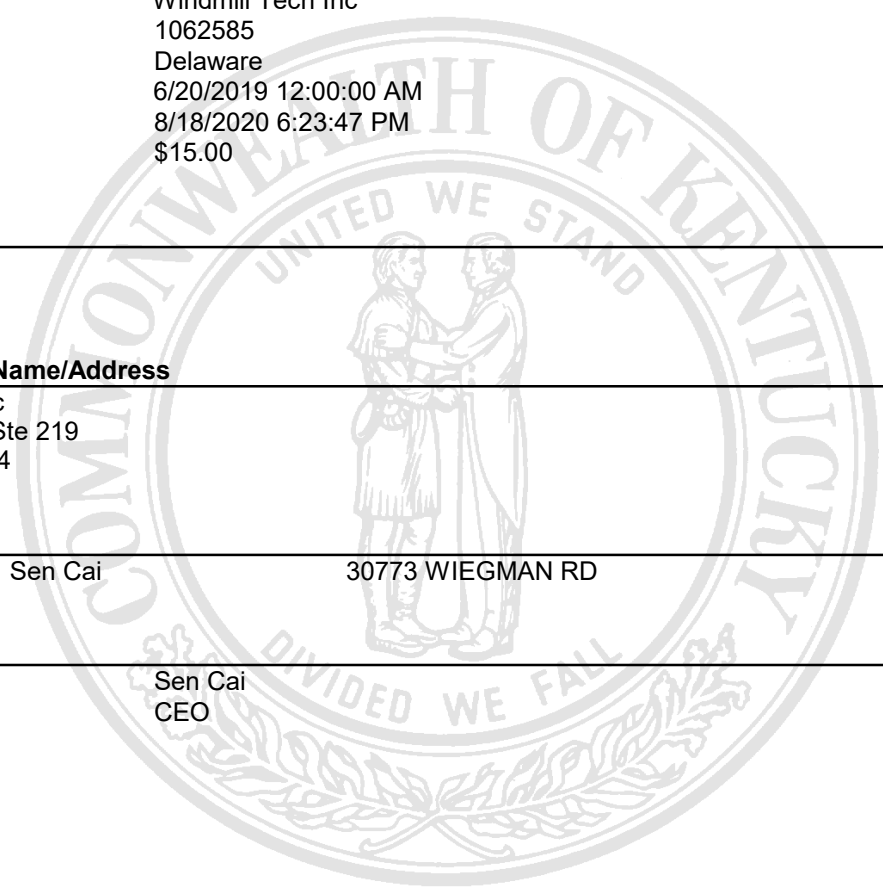 Windmill Tech Inc
1062585
Delaware
6/20/2019 12:00:00 AM
8/18/2020 6:23:47 PM
$15.00
COMMONWEALTH OF KENTUCKY
UNITED WE STAND
Name/Address
c
Ste 219
4
Sen Cai 30773 WIEGMAN RD
DIVIDED WE FALL
Sen Cai
CEO